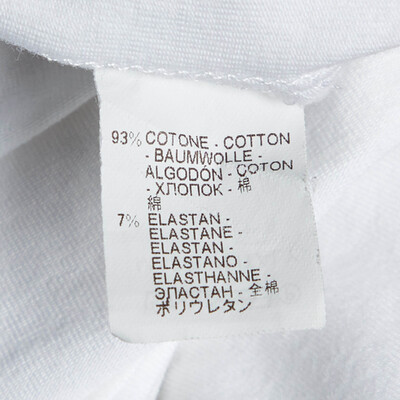 93% COTONE - COTTON
- BAUMWOLLE -
ALGODÓN - COTON
- ХЛОПОК - 棉
綿
7% ELASTAN -
ELASTANE -
ELASTAN -
ELASTANO -
ELASTHANNE -
ЭЛАСТАН - 全棉
ポリウレタン